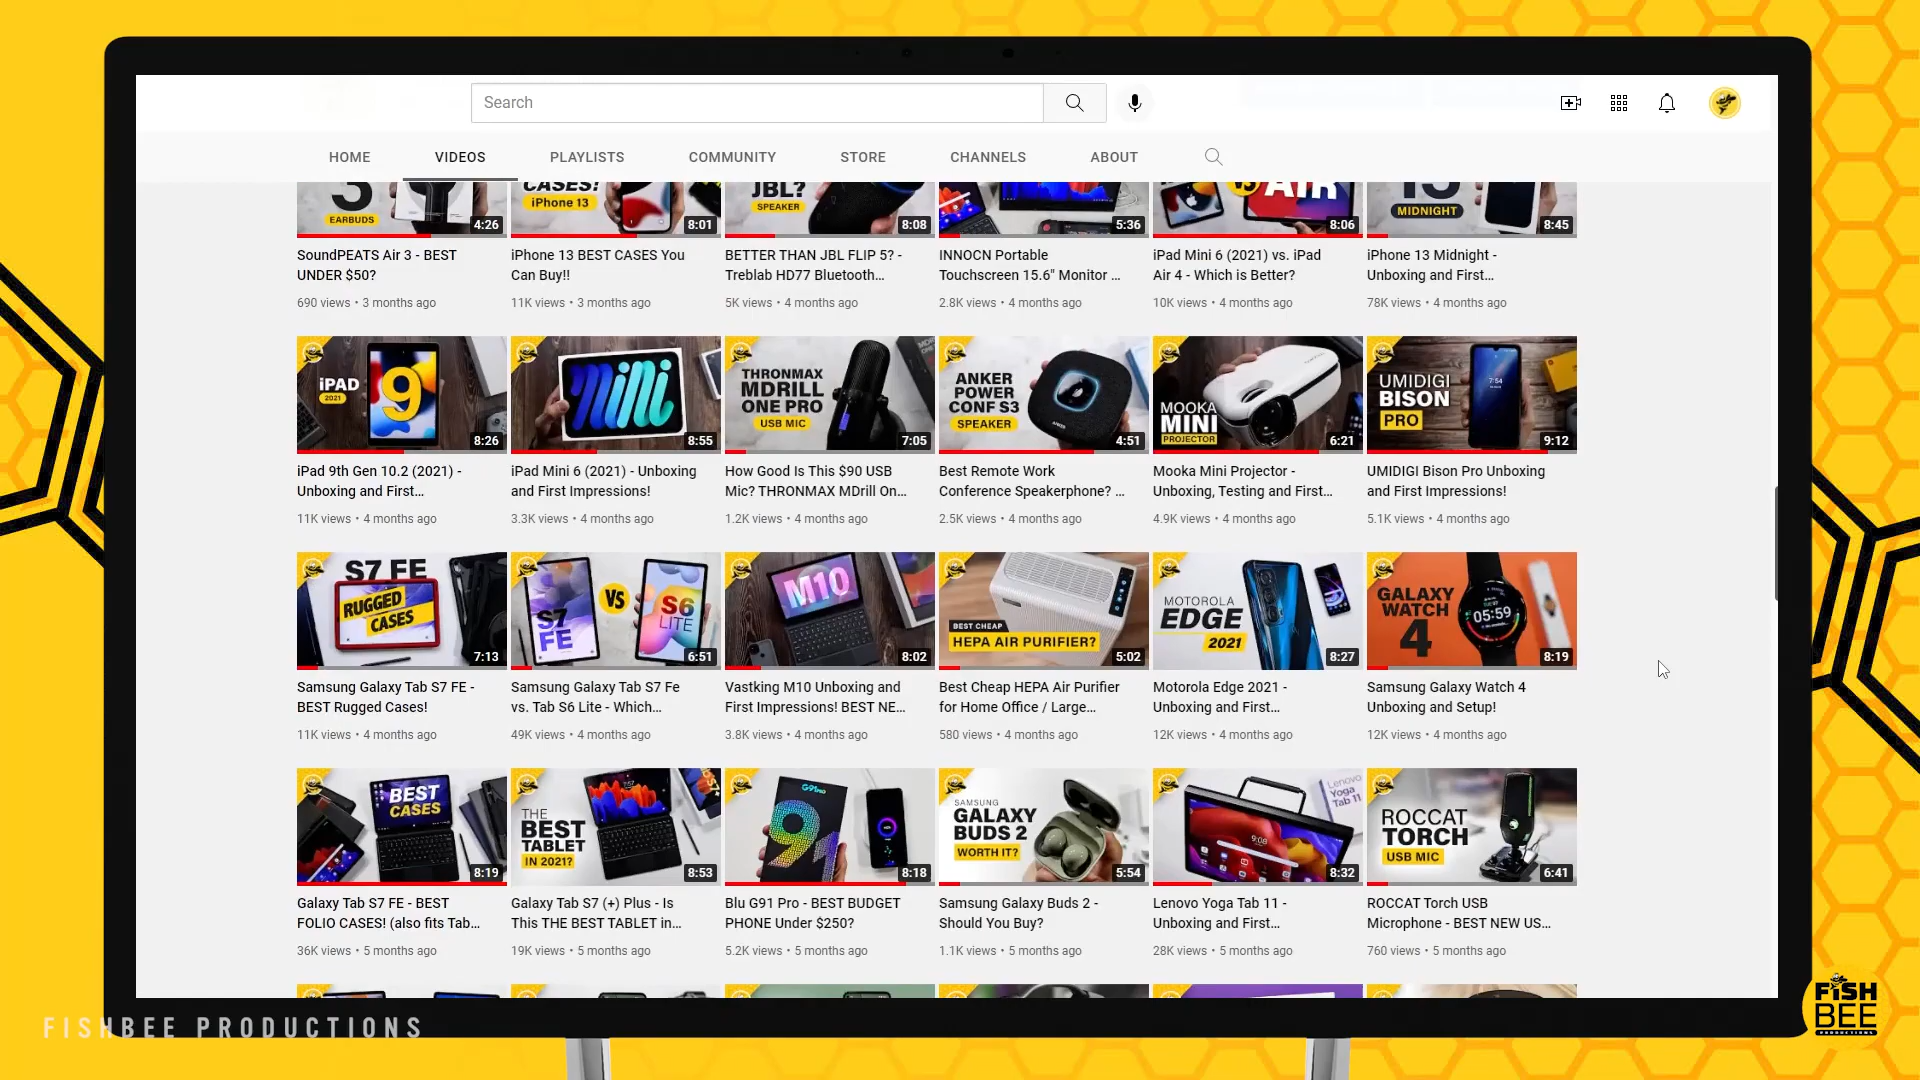 Search
HOME
VIDEOS
PLAYLISTS
COMMUNITY
STORE
CHANNELS
ABOUT
3
EARBUDS
4:26
CASES!
iPhone 13
8:01
JBL?
SPEAKER
8:08
5:36
VS
AIR
8:06
13
MIDNIGHT
8:45
SoundPEATS Air 3 - BEST
UNDER $50?
690 views • 3 months ago
iPhone 13 BEST CASES You
Can Buy!!
11K views • 3 months ago
BETTER THAN JBL FLIP 5? -
Treblab HD77 Bluetooth...
5K views • 4 months ago
INNOCN Portable
Touchscreen 15.6" Monitor ...
2.8K views • 4 months ago
iPad Mini 6 (2021) vs. iPad
Air 4 - Which is Better?
10K views • 4 months ago
iPhone 13 Midnight -
Unboxing and First...
78K views • 4 months ago
iPAD
2021
9
8:26
mini
8:55
THRONMAX
MDRILL
ONE PRO
USB MIC
7:05
ANKER
POWER
CONF S3
SPEAKER
ANKER
4:51
MOOKA
MINI
PROJECTOR
6:21
UMIDIGI
BISON
PRO
7:54
9:12
iPad 9th Gen 10.2 (2021) -
Unboxing and First...
11K views • 4 months ago
iPad Mini 6 (2021) - Unboxing
and First Impressions!
3.3K views • 4 months ago
How Good Is This $90 USB
Mic? THRONMAX MDrill On...
1.2K views • 4 months ago
Best Remote Work
Conference Speakerphone? ...
2.5K views • 4 months ago
Mooka Mini Projector -
Unboxing, Testing and First...
4.9K views • 4 months ago
UMIDIGI Bison Pro Unboxing
and First Impressions!
5.1K views • 4 months ago
S7 FE
RUGGED
CASES
7:13
S7
FE
VS
S6
LITE
6:51
M10
8:02
BEST CHEAP
HEPA AIR PURIFIER?
5:02
MOTOROLA
EDGE
2021
8:27
GALAXY
WATCH
4
05:59
8:19
Samsung Galaxy Tab S7 FE -
BEST Rugged Cases!
11K views • 4 months ago
Samsung Galaxy Tab S7 Fe
vs. Tab S6 Lite - Which...
49K views • 4 months ago
Vastking M10 Unboxing and
First Impressions! BEST NE...
3.8K views • 4 months ago
Best Cheap HEPA Air Purifier
for Home Office / Large...
580 views • 4 months ago
Motorola Edge 2021 -
Unboxing and First...
12K views • 4 months ago
Samsung Galaxy Watch 4
Unboxing and Setup!
12K views • 4 months ago
BEST
CASES
8:19
THE
BEST
TABLET
IN 2021?
8:53
G91 PRO
91
8:18
SAMSUNG
GALAXY
BUDS 2
WORTH IT?
5:54
Lenovo
Yoga
Tab 11
9:08
8:32
ROCCAT
TORCH
USB MIC
6:41
Galaxy Tab S7 FE - BEST
FOLIO CASES! (also fits Tab...
36K views • 5 months ago
Galaxy Tab S7 (+) Plus - Is
This THE BEST TABLET in...
19K views • 5 months ago
Blu G91 Pro - BEST BUDGET
PHONE Under $250?
5.2K views • 5 months ago
Samsung Galaxy Buds 2 -
Should You Buy?
1.1K views • 5 months ago
Lenovo Yoga Tab 11 -
Unboxing and First...
28K views • 5 months ago
ROCCAT Torch USB
Microphone - BEST NEW US...
760 views • 5 months ago
FISHBEE PRODUCTIONS
FISH
BEE
PRODUCTIONS